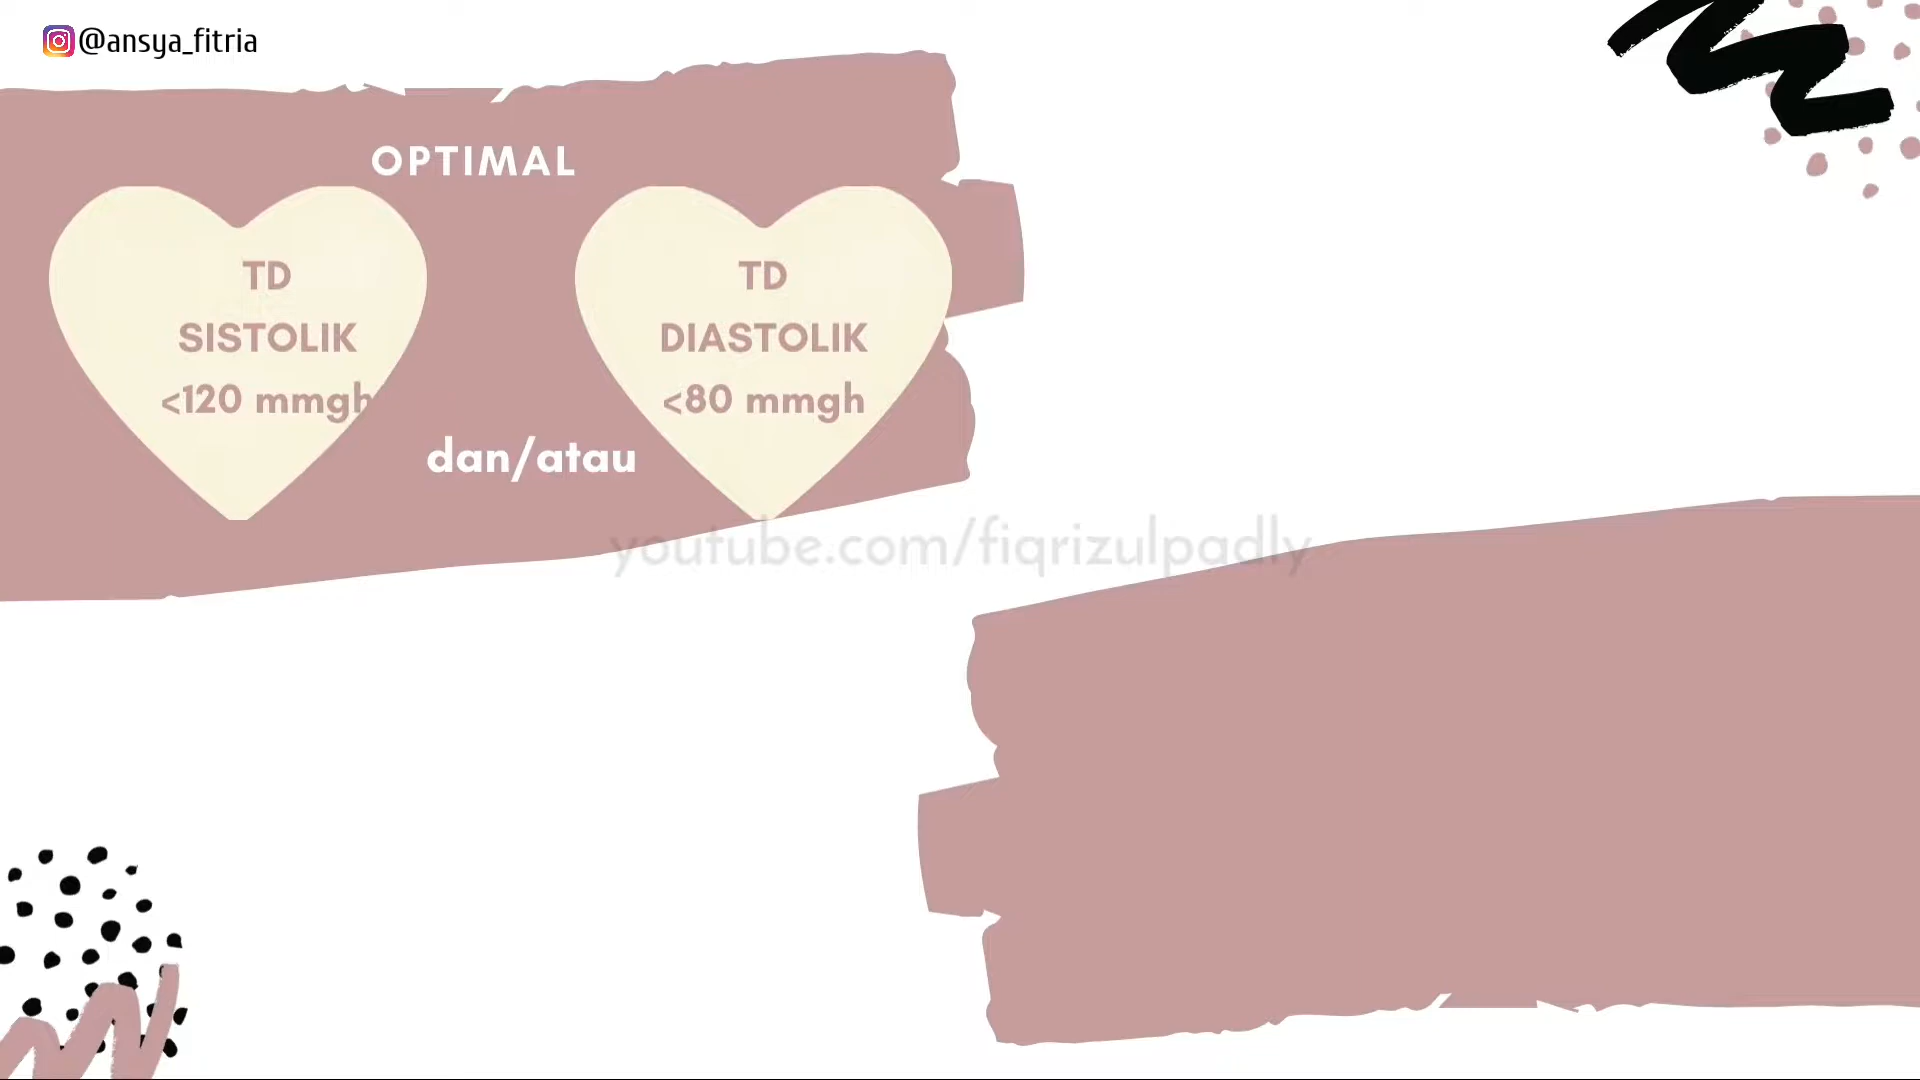 @ansya_fitria
OPTIMAL
TD
SISTOLIK
<120 mmgh
TD
DIASTOLIK
<80 mmgh
dan/atau
youtube.com/fiqrizulpadly